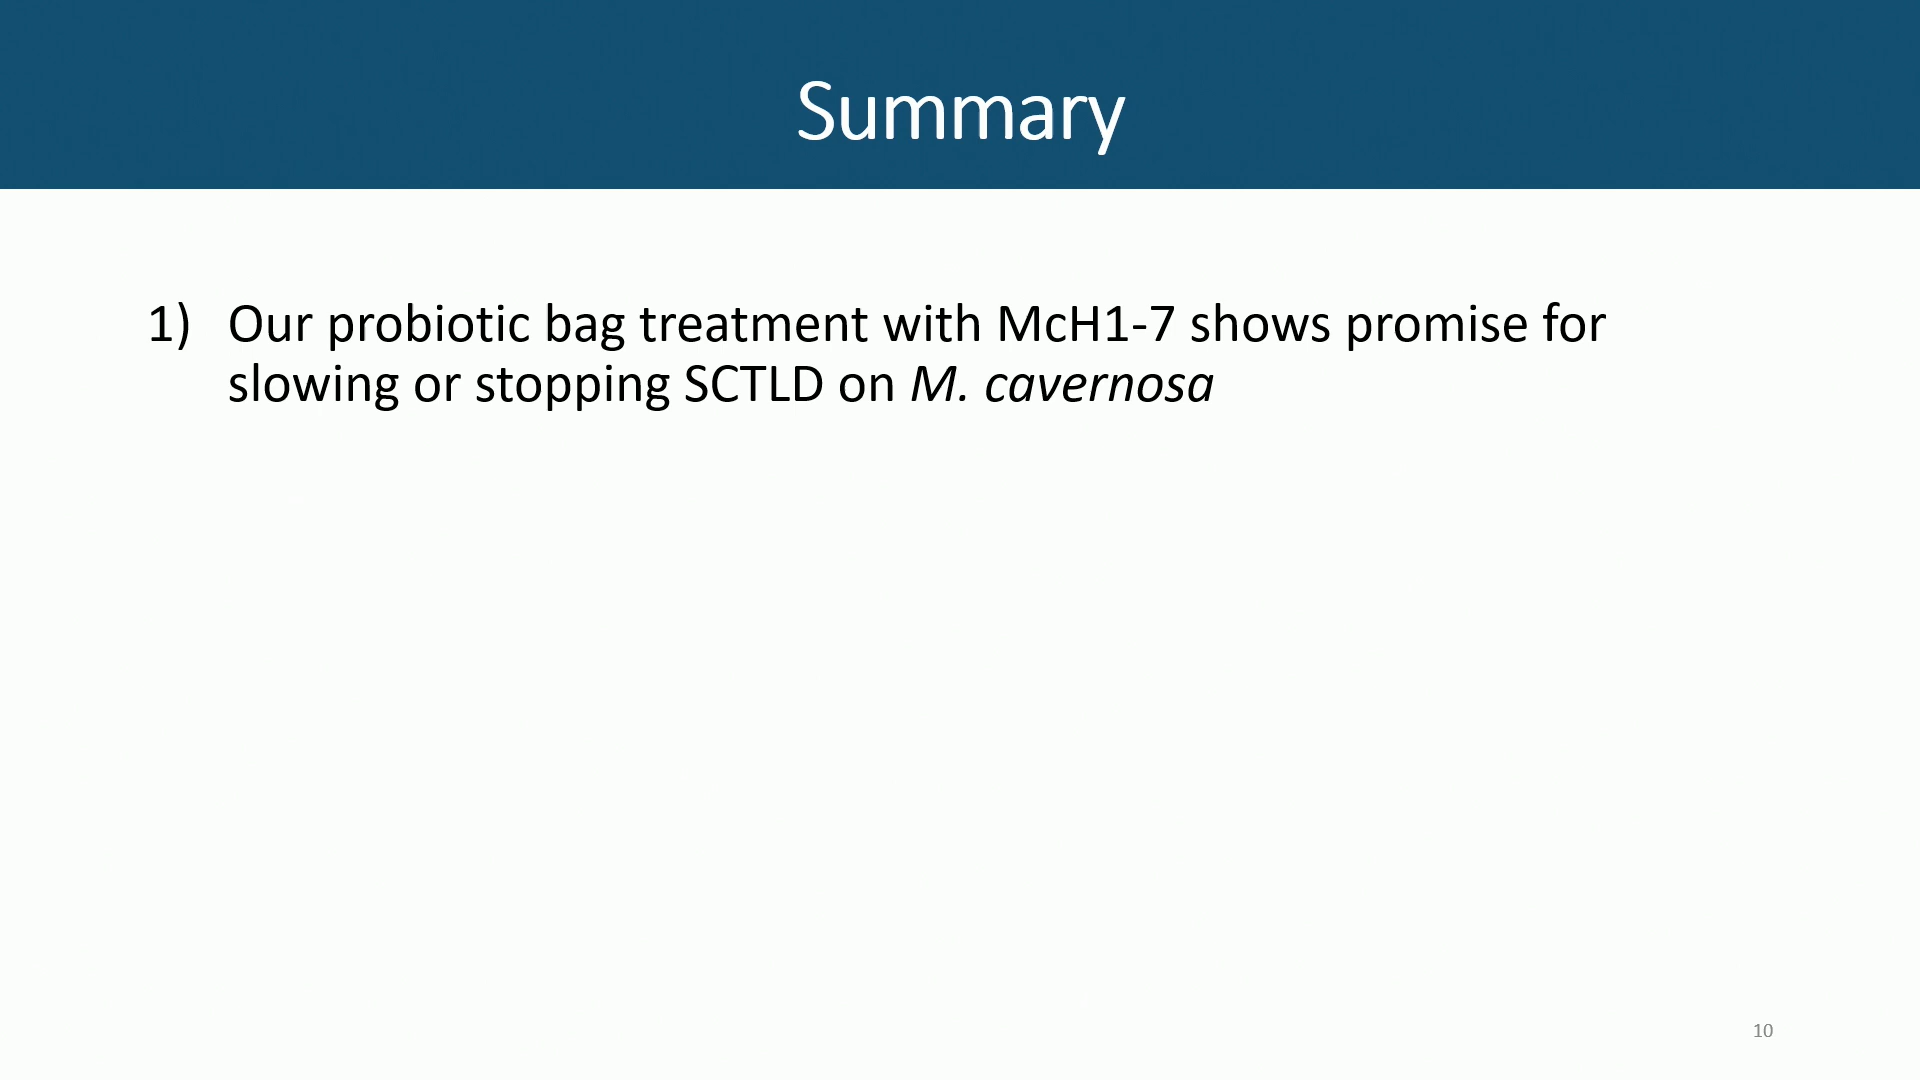 Summary
1) Our probiotic bag treatment with McH1-7 shows promise for
slowing or stopping SCTLD on M. cavernosa
10